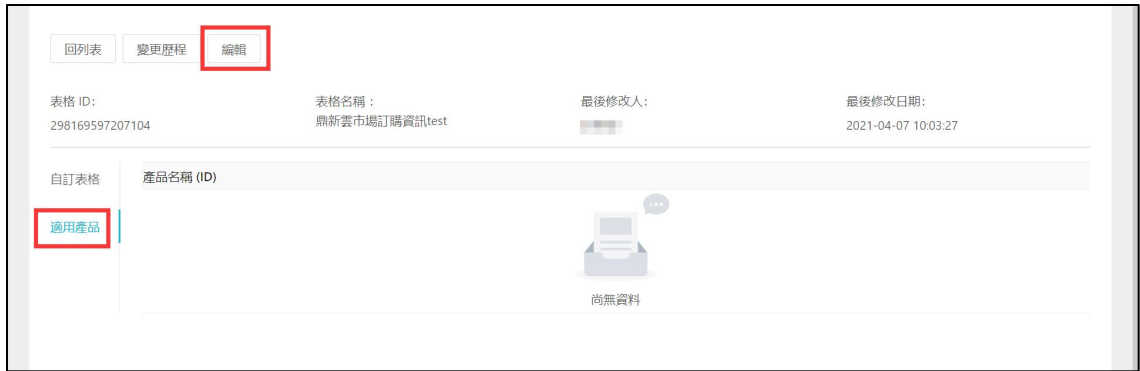 回列表 變更歷程 編輯
表格 ID: 表格名稱： 最後修改人: 最後修改日期:
298169597207104 鼎新雲市場訂購資訊test 2021-04-07 10:03:27
自訂表格 產品名稱 (ID)
適用產品
尚無資料